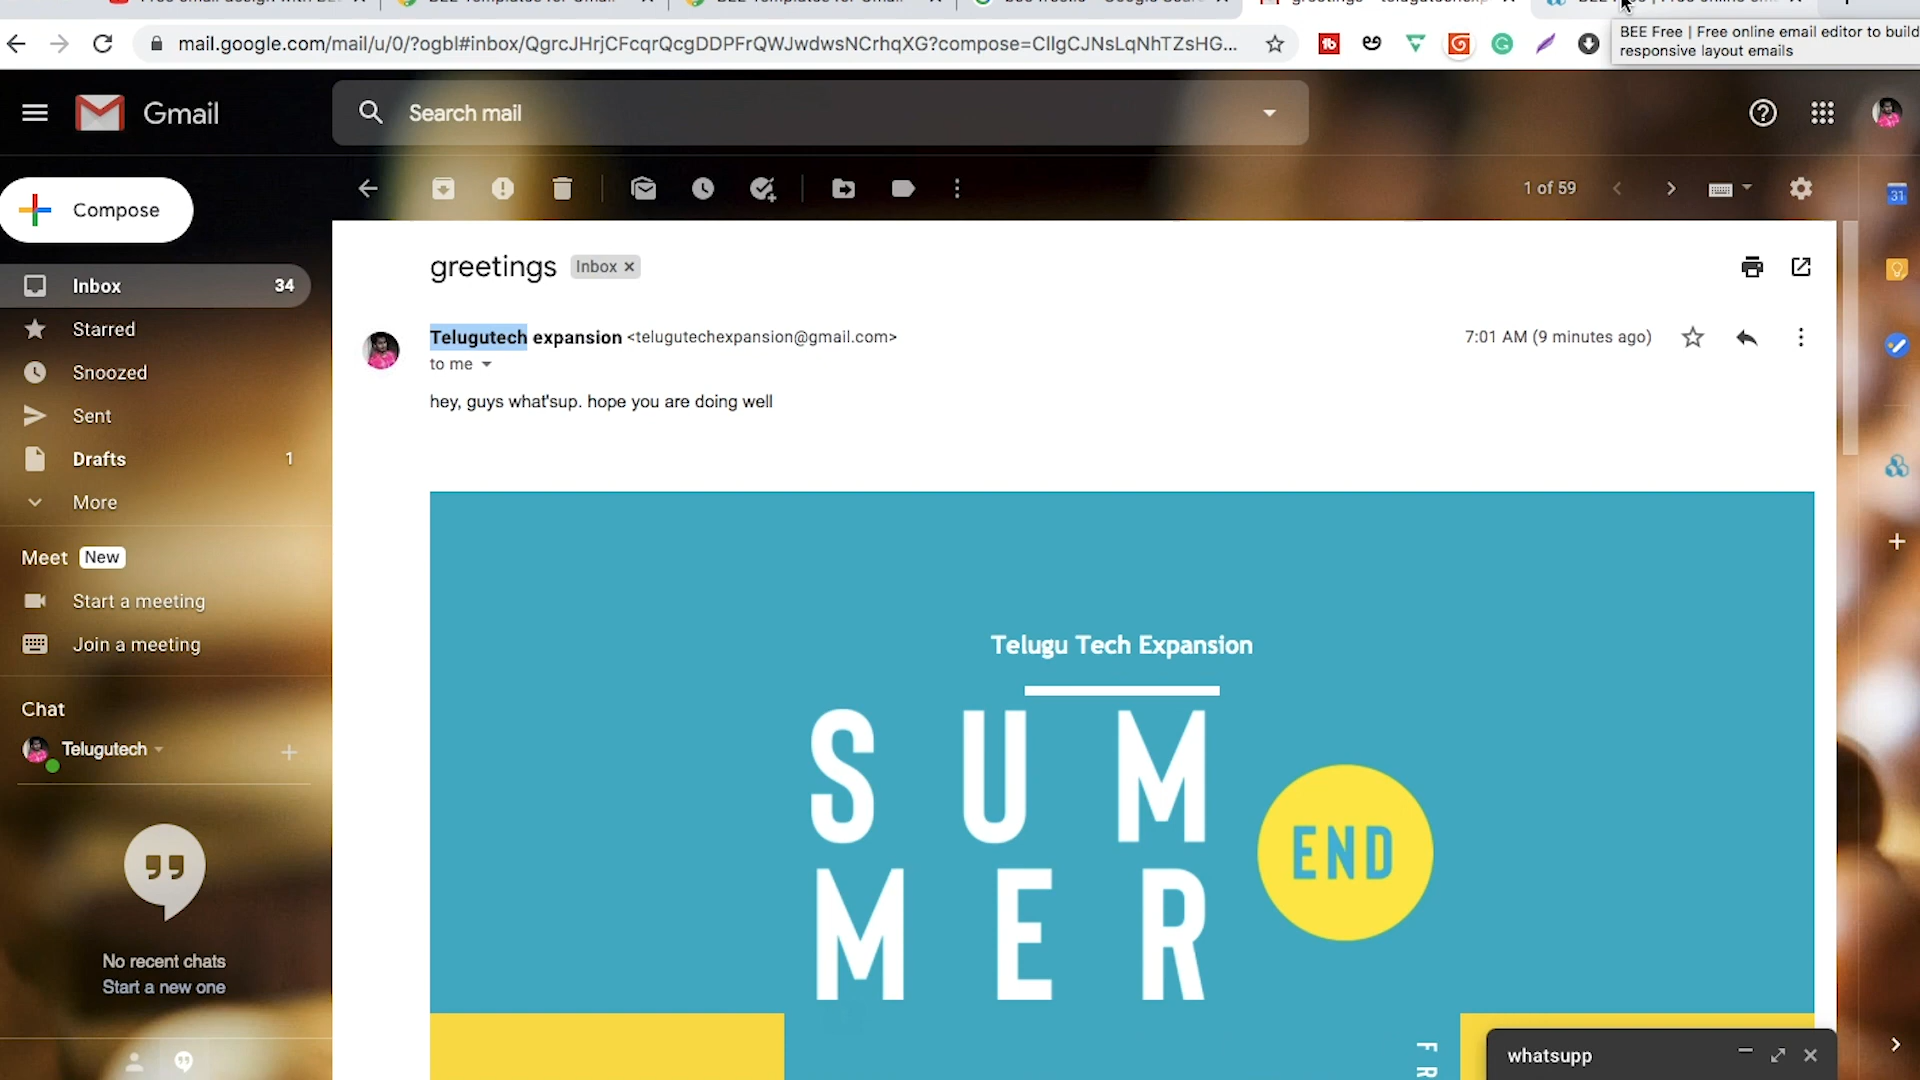 mail.google.com/mail/u/0/?ogbl#inbox/QgrcJHrjCFcqrQcgDDPFrQWJwdwsNCrhqXG?compose=CllgCJNsLqNhTZsHG...
BEE Free | Free online email editor to build
responsive layout emails
Gmail
Search mail
Compose
1 of 59
31
Inbox 34
Starred
Snoozed
Sent
Drafts 1
More
Meet New
Start a meeting
Join a meeting
Chat
Telugutech
No recent chats
Start a new one
greetings Inbox ×
Telugutech expansion <telugutechexpansion@gmail.com>
7:01 AM (9 minutes ago)
to me
hey, guys what'sup. hope you are doing well
Telugu Tech Expansion
SUM
MER
END
F
R
whatsupp